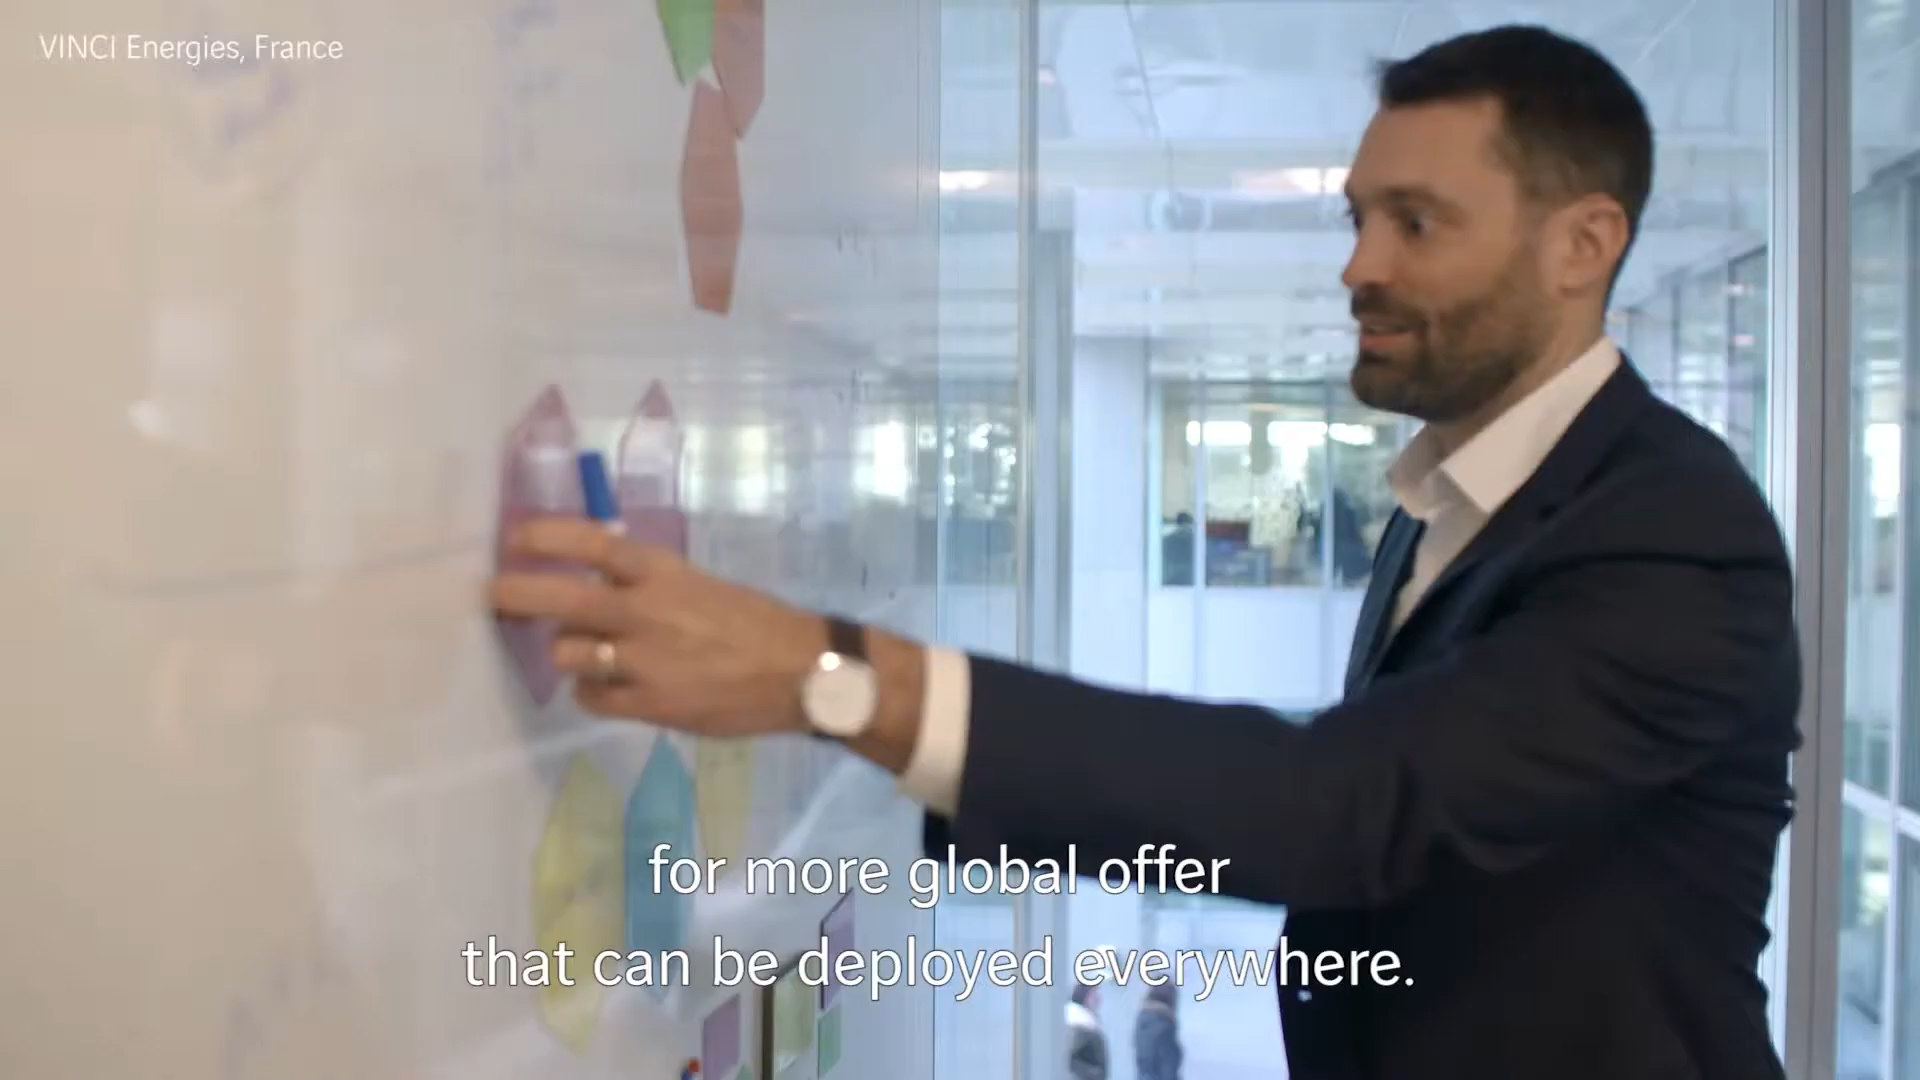 VINCI Energies, France
for more global offer
that can be deployed everywhere.